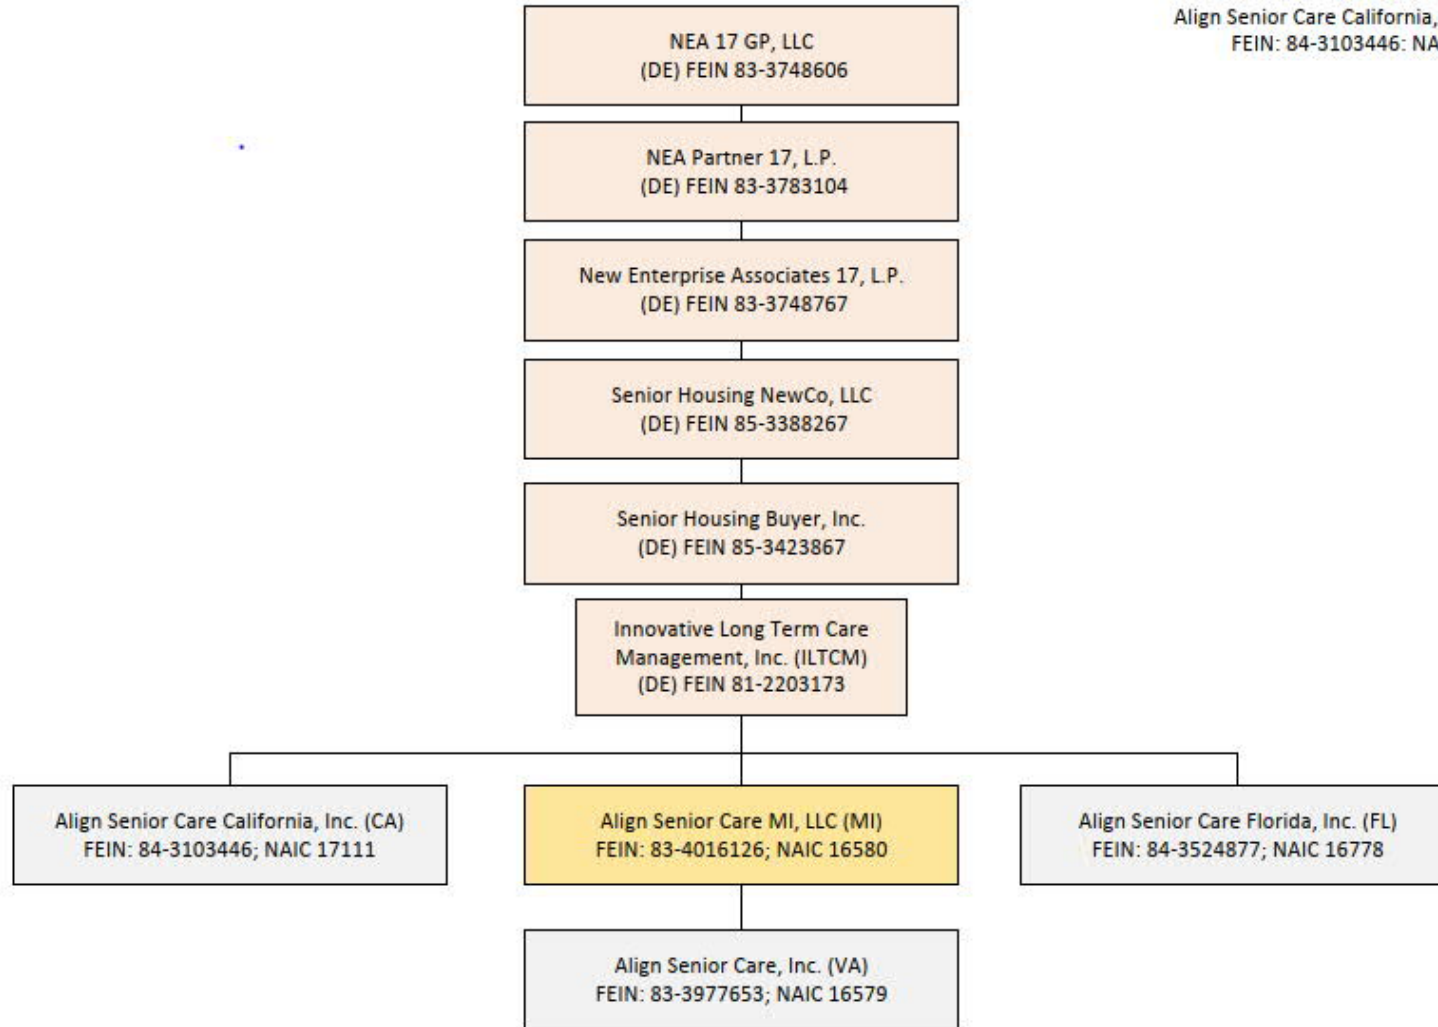 NEA 17 GP, LLC
(DE) FEIN 83-3748606
Align Senior Care California,
FEIN: 84-3103446: NA
NEA Partner 17, L.P.
(DE) FEIN 83-3783104
New Enterprise Associates 17, L.P.
(DE) FEIN 83-3748767
Senior Housing NewCo, LLC
(DE) FEIN 85-3388267
Senior Housing Buyer, Inc.
(DE) FEIN 85-3423867
Innovative Long Term Care
Management, Inc. (ILTCM)
(DE) FEIN 81-2203173
Align Senior Care California, Inc. (CA)
FEIN: 84-3103446; NAIC 17111
Align Senior Care MI, LLC (MI)
FEIN: 83-4016126; NAIC 16580
Align Senior Care Florida, Inc. (FL)
FEIN: 84-3524877; NAIC 16778
Align Senior Care, Inc. (VA)
FEIN: 83-3977653; NAIC 16579